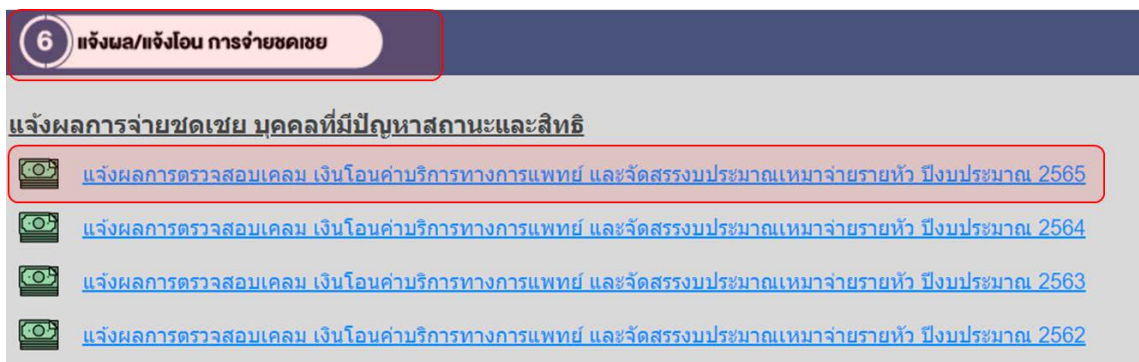 6 แจ้งผล/แจ้งโอน การจ่ายชดเชย
แจ้งผลการจ่ายชดเชย บุคคลที่มีปัญหาสถานะและสิทธิ
แจ้งผลการตรวจสอบเคลม เงินโอนค่าบริการทางการแพทย์ และจัดสรรงบประมาณเหมาจ่ายรายหัว ปีงบประมาณ 2565
แจ้งผลการตรวจสอบเคลม เงินโอนค่าบริการทางการแพทย์ และจัดสรรงบประมาณเหมาจ่ายรายหัว ปีงบประมาณ 2564
แจ้งผลการตรวจสอบเคลม เงินโอนค่าบริการทางการแพทย์ และจัดสรรงบประมาณเหมาจ่ายรายหัว ปีงบประมาณ 2563
แจ้งผลการตรวจสอบเคลม เงินโอนค่าบริการทางการแพทย์ และจัดสรรงบประมาณเหมาจ่ายรายหัว ปีงบประมาณ 2562